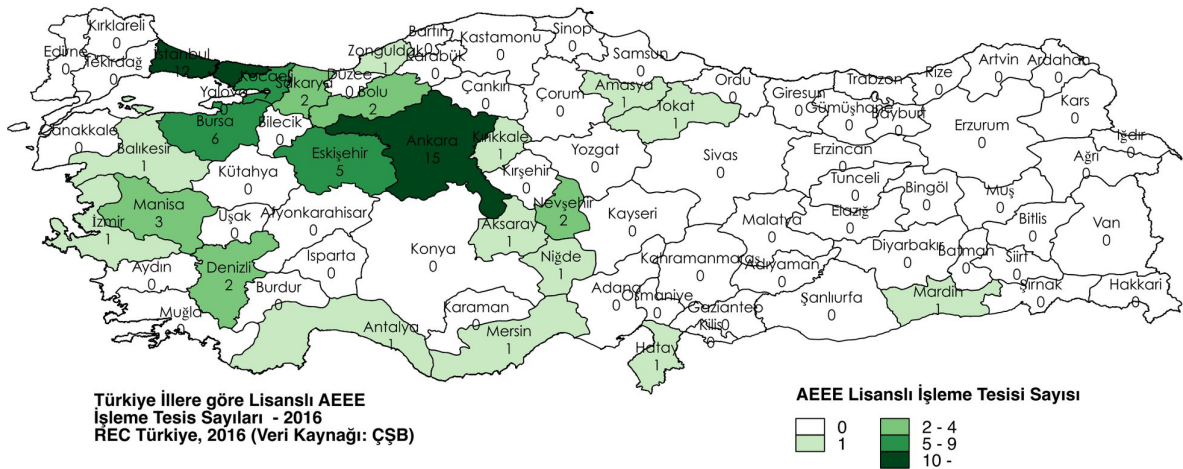 Kırklareli
0
Edirne
0
Tekirdağ
0
İstanbul
12
Kocaeli
Yalova
Sakarya
2
Düzce
0
Bolu
2
Zonguldak
1
Bartın
0
Karabük
0
Kastamonu
0
Sinop
0
Samsun
0
Çankırı
0
Çorum
0
Amasya
1
Tokat
1
Ordu
0
Giresun
0
Trabzon
0
Gümüşhane
0
Bayburt
0
Rize
0
Artvin
0
Ardahan
0
Kars
0
Iğdır
0
Ağrı
0
Erzurum
0
Erzincan
0
Çanakkale
0
Balıkesir
1
Bursa
6
Bilecik
0
Eskişehir
5
Ankara
15
Kırıkkale
1
Kırşehir
0
Yozgat
0
Sivas
0
Tunceli
0
Bingöl
0
Muş
0
Bitlis
0
Van
0
Kütahya
0
Manisa
3
Uşak
0
Afyonkarahisar
0
İzmir
1
Aydın
0
Denizli
2
Isparta
0
Burdur
0
Muğla
0
Antalya
1
Konya
0
Karaman
0
Mersin
1
Aksaray
1
Nevşehir
2
Niğde
1
Kayseri
0
Adana
0
Kahramanmaraş
0
Osmaniye
0
Gaziantep
0
Kilis
0
Hatay
1
Malatya
0
Adıyaman
0
Elazığ
0
Şanlıurfa
0
Diyarbakır
0
Batman
0
Mardin
1
Siirt
0
Şırnak
0
Hakkari
0
Türkiye İllere göre Lisanslı AEEE
İşleme Tesis Sayıları - 2016
REC Türkiye, 2016 (Veri Kaynağı: ÇŞB)
AEEE Lisanslı İşleme Tesisi Sayısı
0
1
2 - 4
5 - 9
10 -